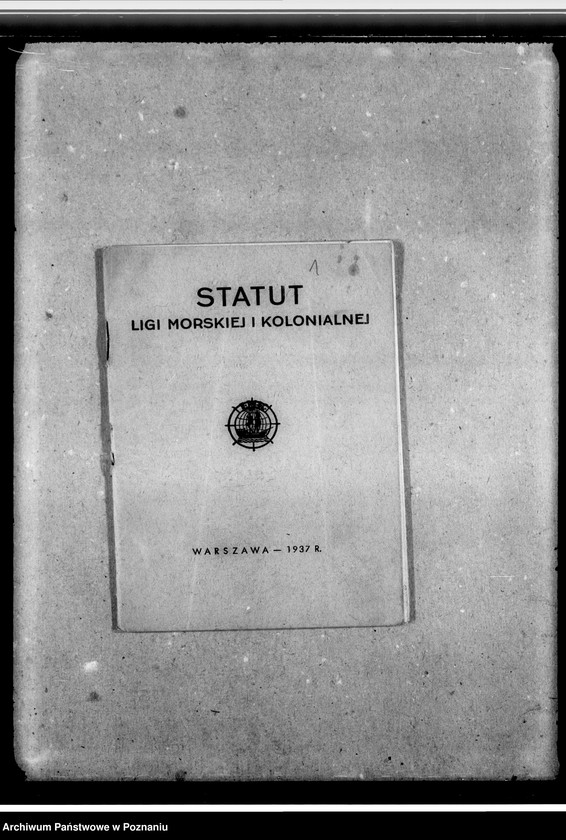 1
STATUT
LIGI MORSKIEJ I KOLONIALNEJ
WARSZAWA — 1937 R.
Archiwum Państwowe w Poznaniu